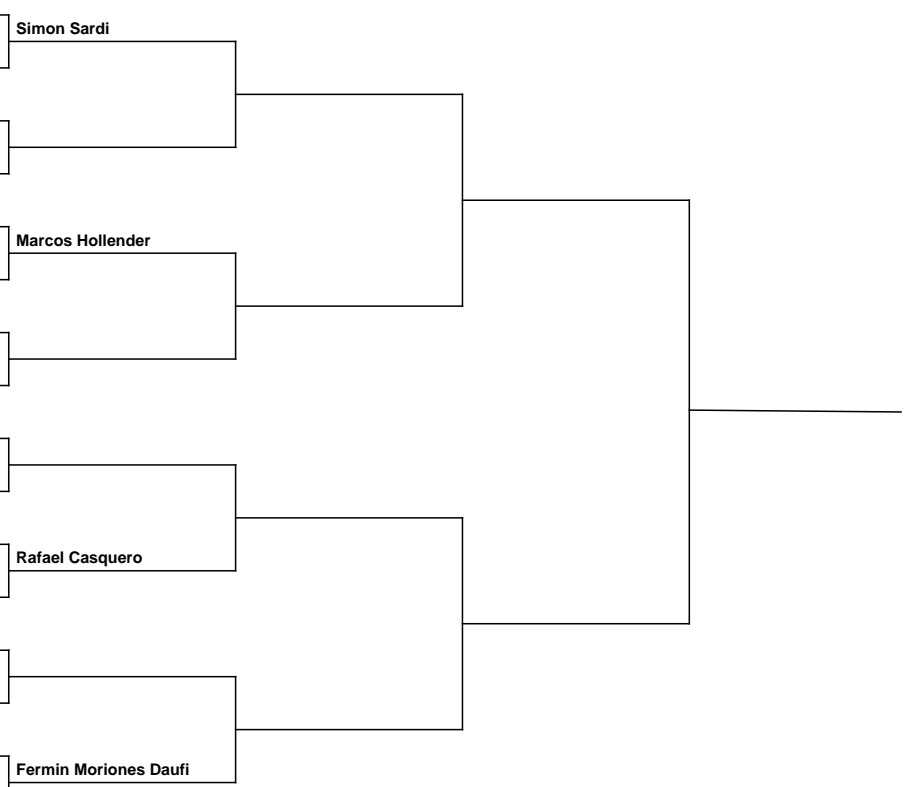 Simon Sardi
Marcos Hollender
Rafael Casquero
Fermin Moriones Daufi